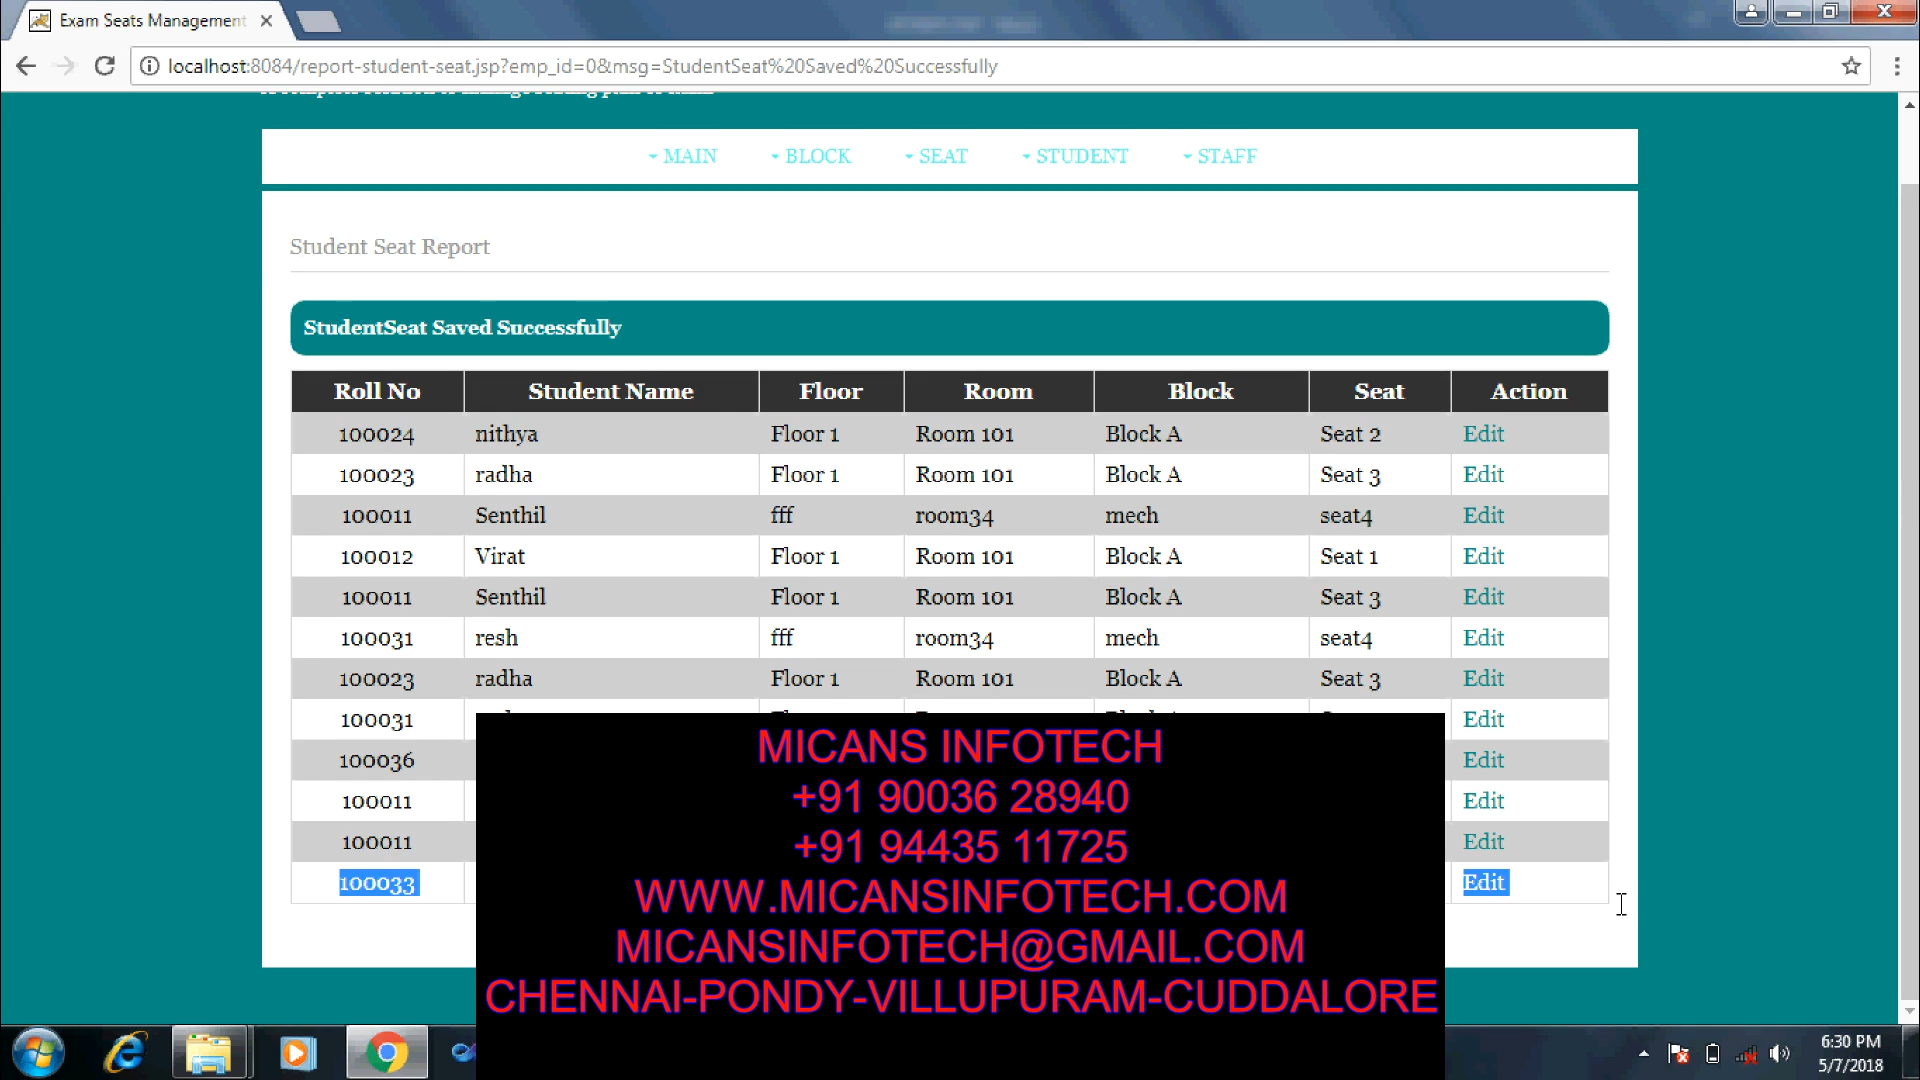 Exam Seats Management
localhost:8084/report-student-seat.jsp?emp_id=0&msg=StudentSeat%20Saved%20Successfully
MAIN BLOCK SEAT STUDENT STAFF
Student Seat Report
StudentSeat Saved Successfully
Roll No Student Name Floor Room Block Seat Action
100024 nithya Floor 1 Room 101 Block A Seat 2 Edit
100023 radha Floor 1 Room 101 Block A Seat 3 Edit
100011 Senthil fff room34 mech seat4 Edit
100012 Virat Floor 1 Room 101 Block A Seat 1 Edit
100011 Senthil Floor 1 Room 101 Block A Seat 3 Edit
100031 resh fff room34 mech seat4 Edit
100023 radha Floor 1 Room 101 Block A Seat 3 Edit
100031 Edit
100036 Edit
100011 Edit
100011 Edit
100033 Edit
MICANS INFOTECH
+91 90036 28940
+91 94435 11725
WWW.MICANSINFOTECH.COM
MICANSINFOTECH@GMAIL.COM
CHENNAI-PONDY-VILLUPURAM-CUDDALORE
6:30 PM
5/7/2018